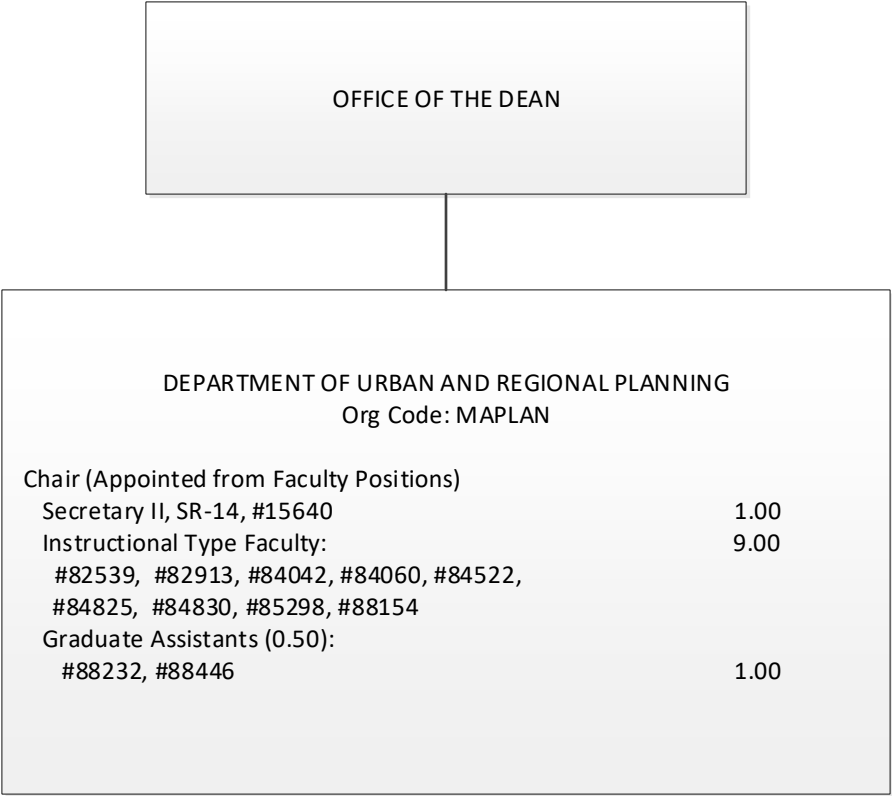 OFFICE OF THE DEAN
DEPARTMENT OF URBAN AND REGIONAL PLANNING
Org Code: MAPLAN
Chair (Appointed from Faculty Positions)
Secretary II, SR-14, #15640 1.00
Instructional Type Faculty: 9.00
#82539, #82913, #84042, #84060, #84522,
#84825, #84830, #85298, #88154
Graduate Assistants (0.50):
#88232, #88446 1.00